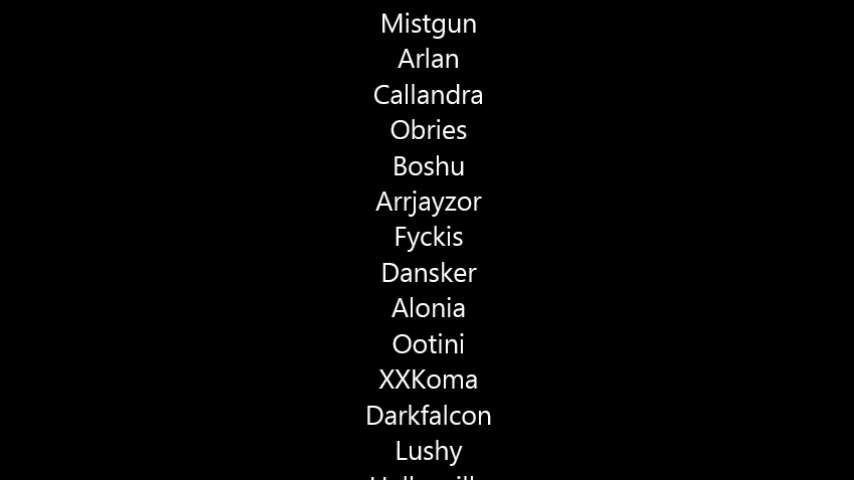 Mistgun
Arlan
Callandra
Obries
Boshu
Arrjayzor
Fyckis
Dansker
Alonia
Ootini
XXKoma
Darkfalcon
Lushy